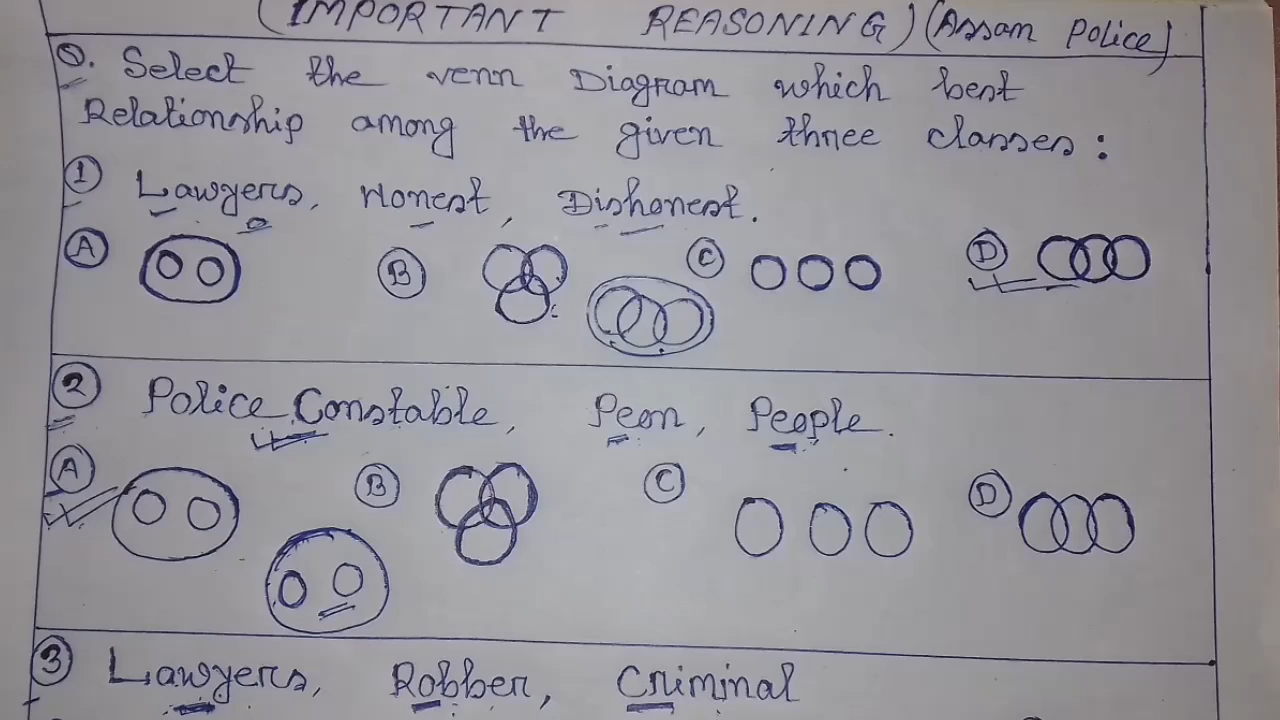 (IMPORTANT REASONING) (Assam Police)
Q. Select the venn Diagram which best
Relationship among the given three classes:
① Lawyers, Honest, Dishonest.
Ⓐ Ⓑ Ⓒ Ⓓ
② Police Constable, Peon, People.
Ⓐ Ⓑ Ⓒ Ⓓ
③ Lawyers, Robber, Criminal